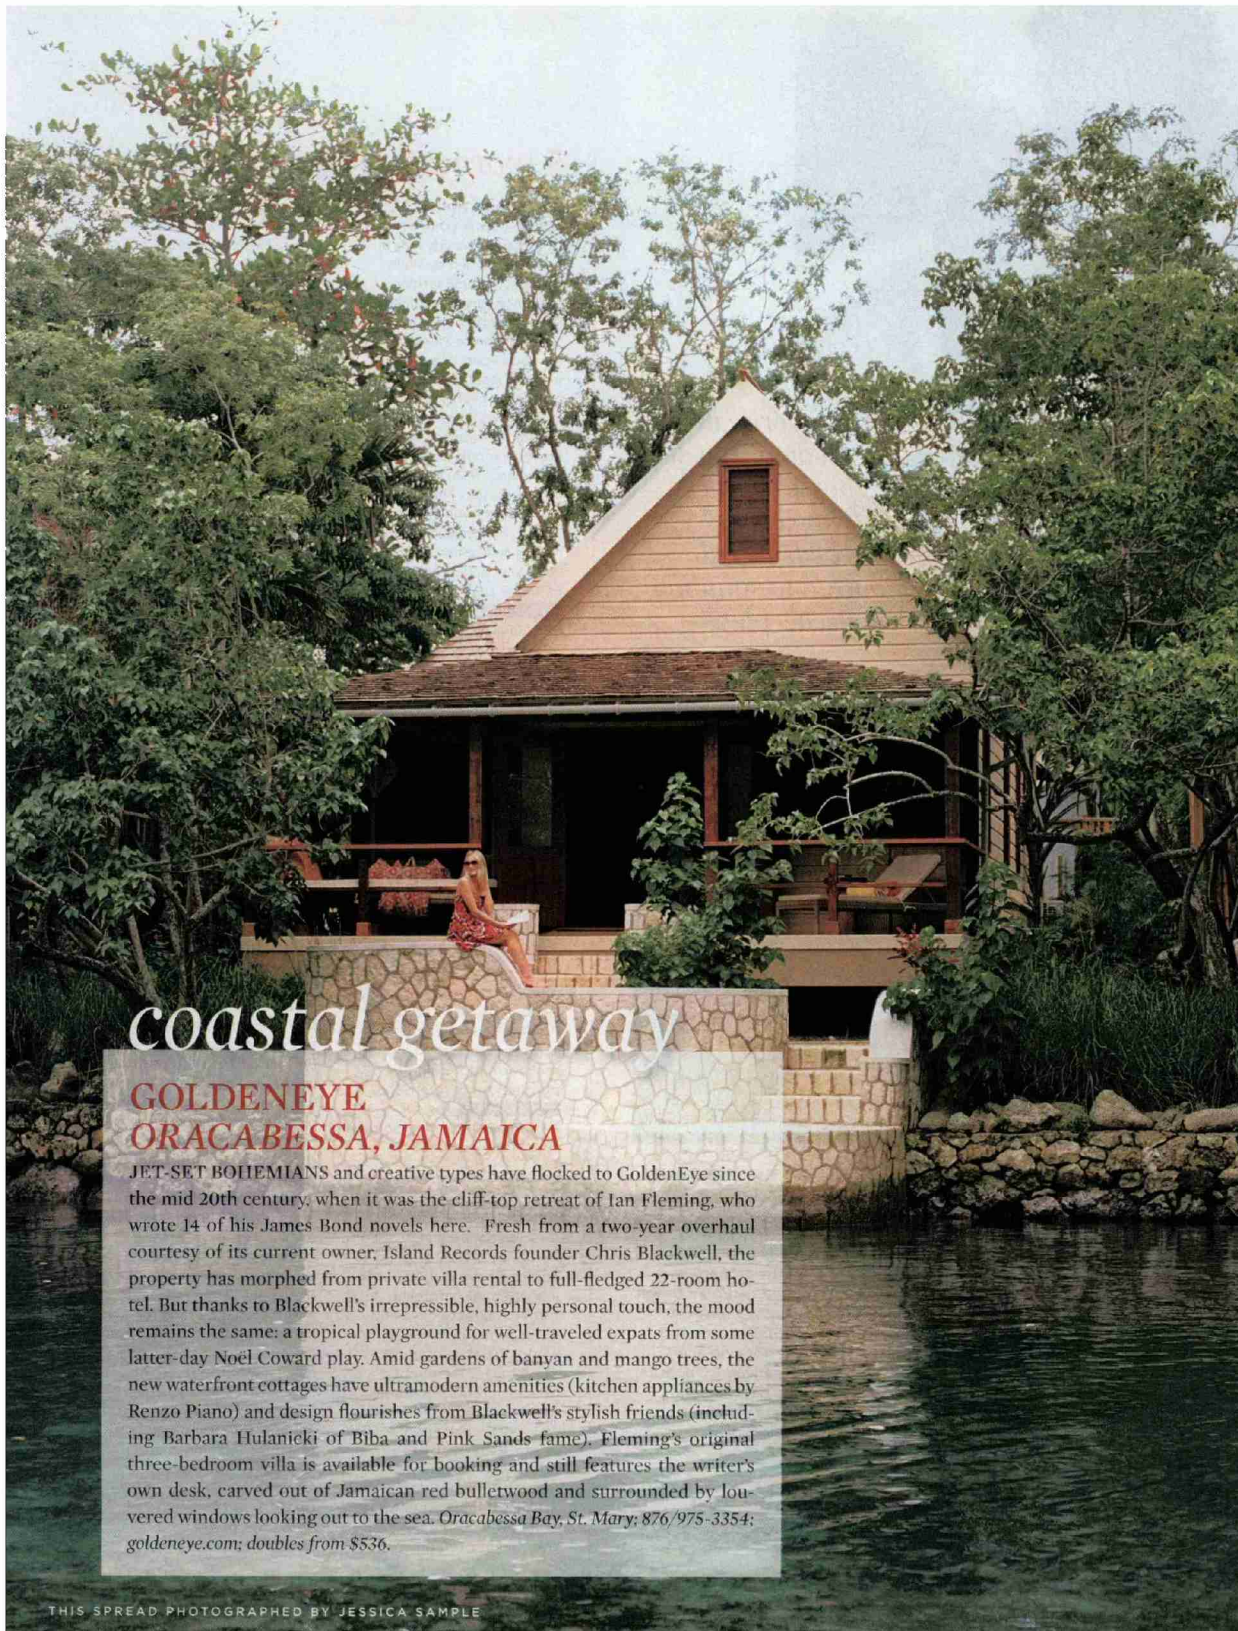 coastal getaway
GOLDENEYE
ORACABESSA, JAMAICA
JET-SET BOHEMIANS and creative types have flocked to GoldenEye since
the mid 20th century, when it was the cliff-top retreat of Ian Fleming, who
wrote 14 of his James Bond novels here. Fresh from a two-year overhaul
courtesy of its current owner, Island Records founder Chris Blackwell, the
property has morphed from private villa rental to full-fledged 22-room ho-
tel. But thanks to Blackwell's irrepressible, highly personal touch, the mood
remains the same: a tropical playground for well-traveled expats from some
latter-day Noël Coward play. Amid gardens of banyan and mango trees, the
new waterfront cottages have ultramodern amenities (kitchen appliances by
Renzo Piano) and design flourishes from Blackwell's stylish friends (includ-
ing Barbara Hulanicki of Biba and Pink Sands fame). Fleming's original
three-bedroom villa is available for booking and still features the writer's
own desk, carved out of Jamaican red bulletwood and surrounded by lou-
vered windows looking out to the sea. Oracabessa Bay, St. Mary; 876/975-3354;
goldeneye.com; doubles from $536.
THIS SPREAD PHOTOGRAPHED BY JESSICA SAMPLE